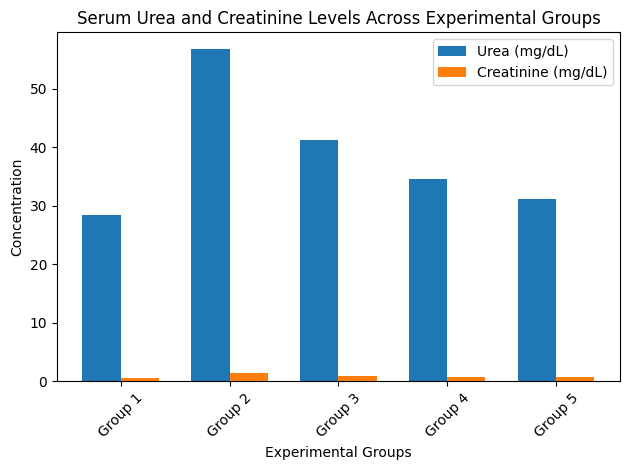 Serum Urea and Creatinine Levels Across Experimental Groups
Urea (mg/dL)
Creatinine (mg/dL)
Concentration
50
40
30
20
10
0
Group 1
Group 2
Group 3
Group 4
Group 5
Experimental Groups